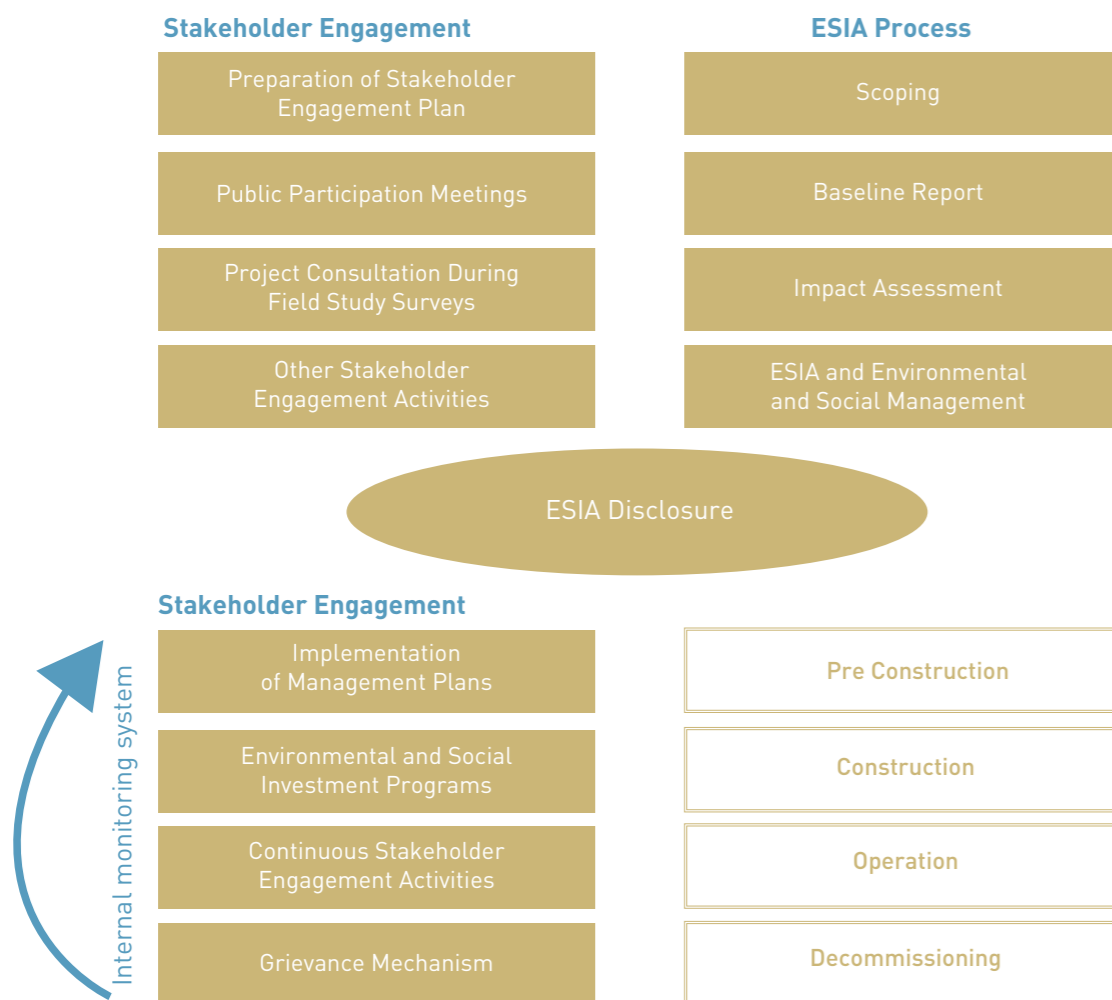 Stakeholder Engagement
ESIA Process
Preparation of Stakeholder
Engagement Plan
Scoping
Public Participation Meetings
Baseline Report
Project Consultation During
Field Study Surveys
Impact Assessment
Other Stakeholder
Engagement Activities
ESIA and Environmental
and Social Management
ESIA Disclosure
Stakeholder Engagement
Internal monitoring system
Implementation
of Management Plans
Pre Construction
Environmental and Social
Investment Programs
Construction
Continuous Stakeholder
Engagement Activities
Operation
Grievance Mechanism
Decommissioning